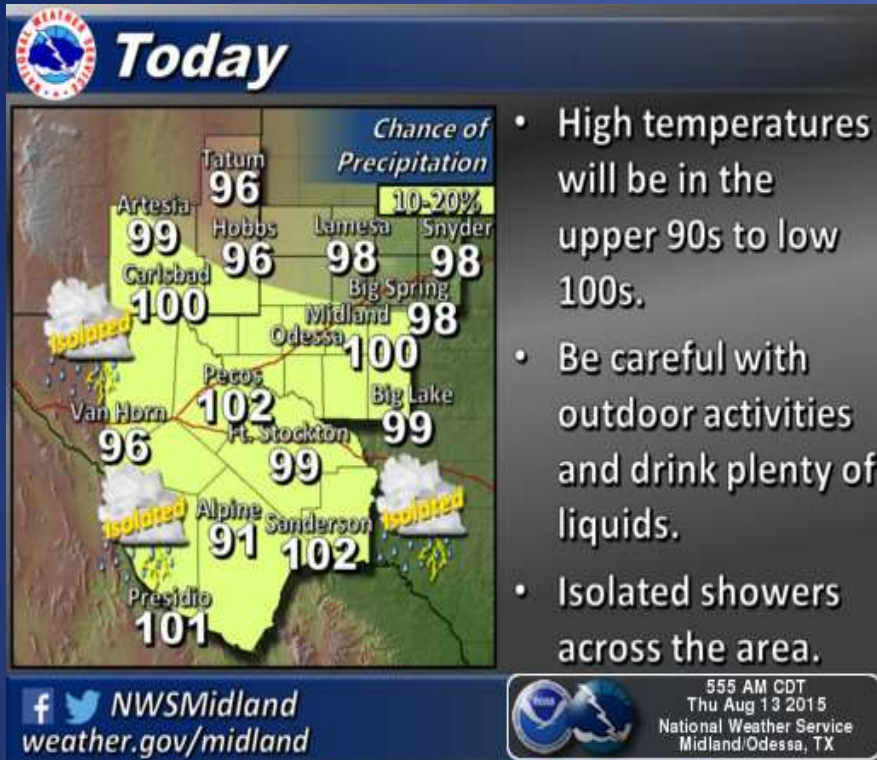 NATIONAL WEATHER SERVICE
Today
Chance of
Precipitation
10-20%
Tatum
96
Artesia
99
Hobbs
96
Lamesa
98
Snyder
98
Carlsbad
100
Big Spring
98
Midland
Odessa
100
Isolated
Pecos
102
Big Lake
99
Van Horn
96
Ft. Stockton
99
Isolated
Alpine
91
Sanderson
102
Isolated
Presidio
101
• High temperatures
will be in the
upper 90s to low
100s.
• Be careful with
outdoor activities
and drink plenty of
liquids.
• Isolated showers
across the area.
f NWSMidland
weather.gov/midland
NOAA
555 AM CDT
Thu Aug 13 2015
National Weather Service
Midland/Odessa, TX